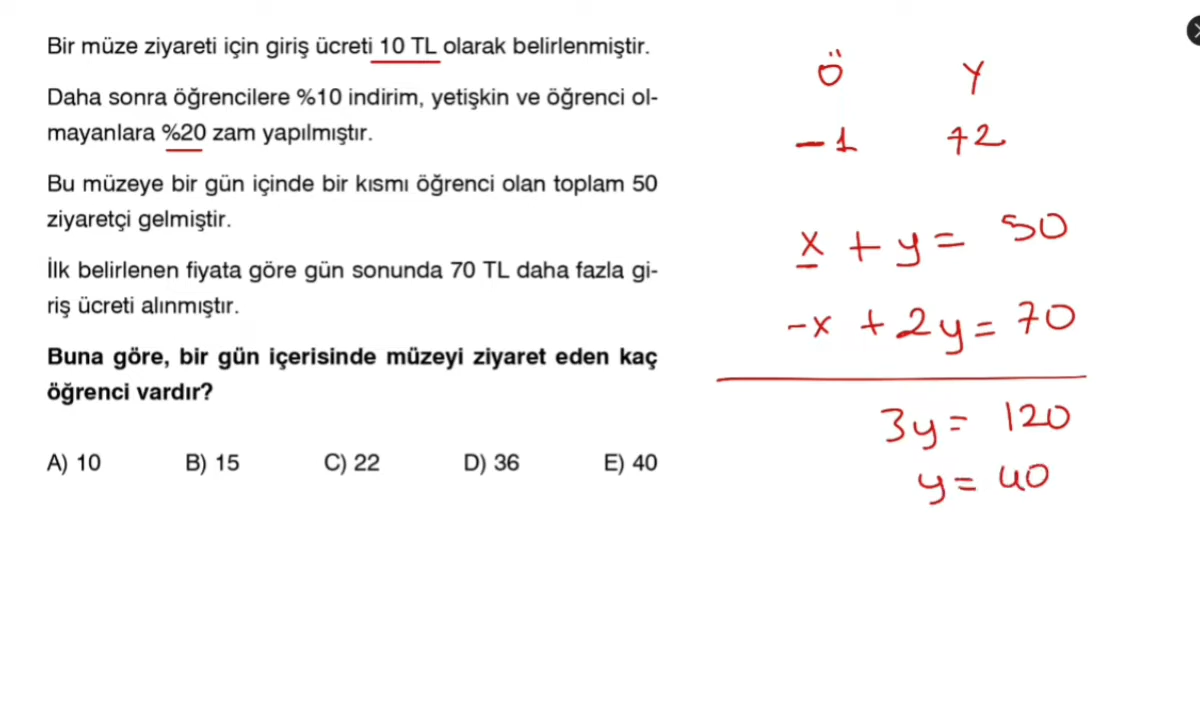 Bir müze ziyareti için giriş ücreti 10 TL olarak belirlenmiştir.
Daha sonra öğrencilere %10 indirim, yetişkin ve öğrenci ol-
mayanlara %20 zam yapılmıştır.
Bu müzeye bir gün içinde bir kısmı öğrenci olan toplam 50
ziyaretçi gelmiştir.
İlk belirlenen fiyata göre gün sonunda 70 TL daha fazla gi-
riş ücreti alınmıştır.
Buna göre, bir gün içerisinde müzeyi ziyaret eden kaç
öğrenci vardır?
A) 10 B) 15 C) 22 D) 36 E) 40
Ö Y
-1 +2
x + y = 50
-x + 2y = 70
3y = 120
y = 40